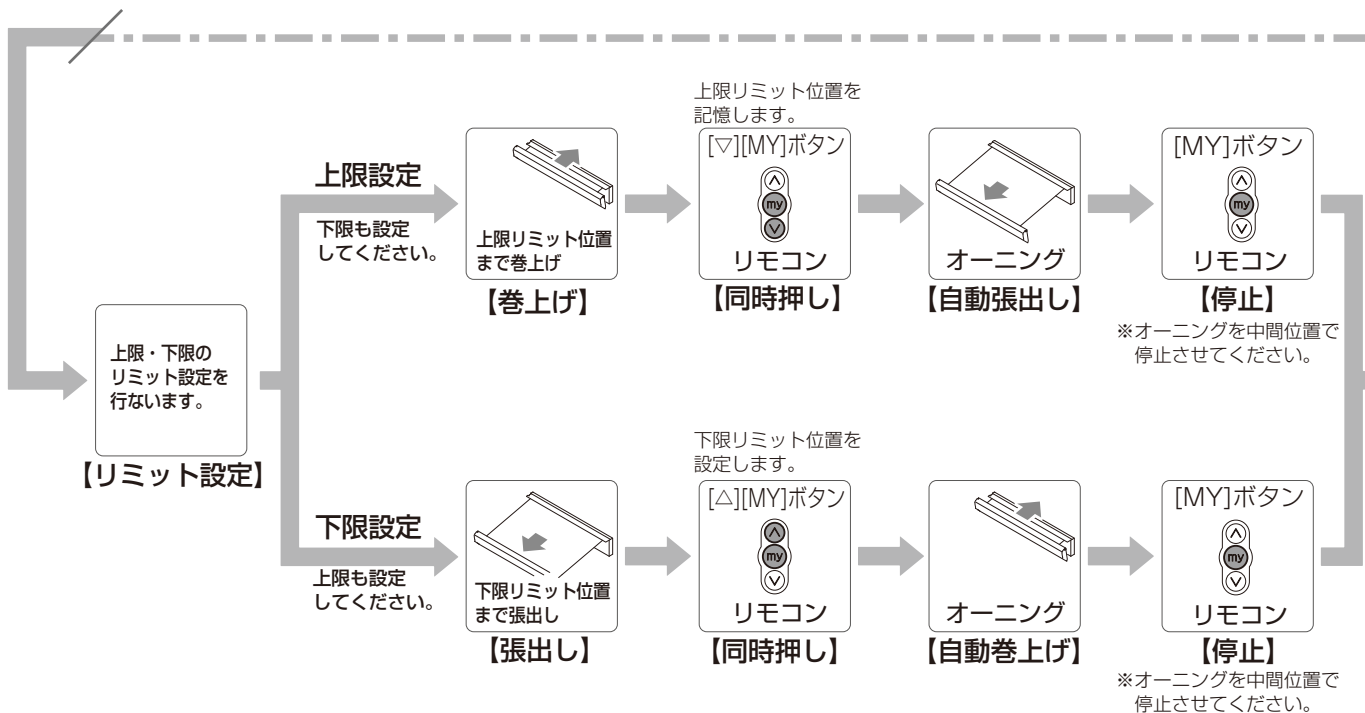 上限・下限の
リミット設定を
行ないます。
【リミット設定】
上限設定
下限も設定
してください。
上限リミット位置
まで巻上げ
【巻上げ】
上限リミット位置を
記憶します。
[▽][MY]ボタン
my
リモコン
【同時押し】
オーニング
【自動張出し】
[MY]ボタン
my
リモコン
【停止】
※オーニングを中間位置で
停止させてください。
下限設定
上限も設定
してください。
下限リミット位置
まで張出し
【張出し】
下限リミット位置を
設定します。
[△][MY]ボタン
my
リモコン
【同時押し】
オーニング
【自動巻上げ】
[MY]ボタン
my
リモコン
【停止】
※オーニングを中間位置で
停止させてください。